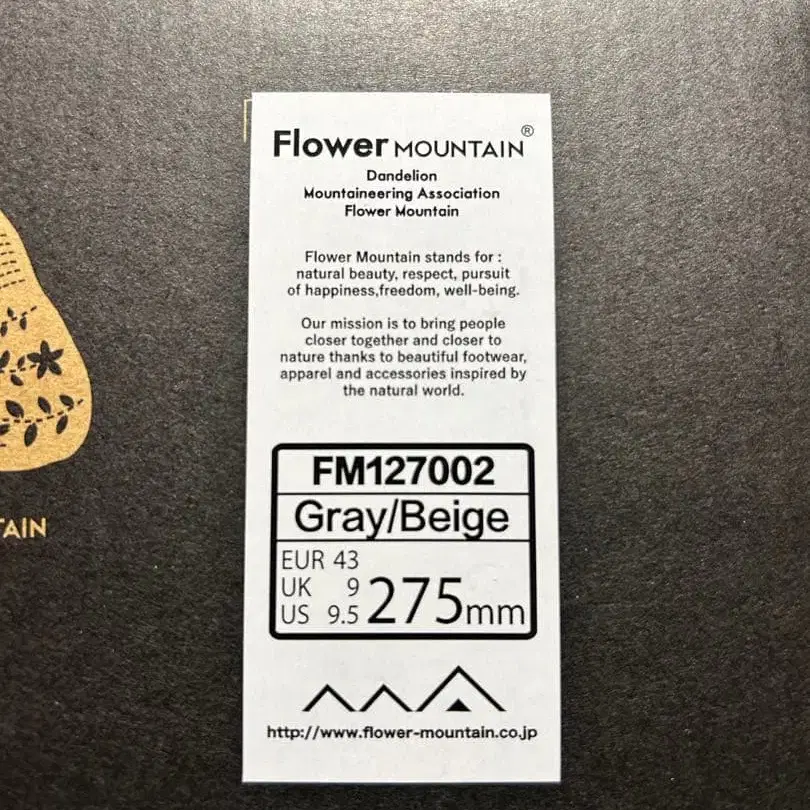 Flower MOUNTAIN®
Dandelion
Mountaineering Association
Flower Mountain
Flower Mountain stands for :
natural beauty, respect, pursuit
of happiness,freedom, well-being.
Our mission is to bring people
closer together and closer to
nature thanks to beautiful footwear,
apparel and accessories inspired by
the natural world.
FM127002
Gray/Beige
EUR 43
UK 9
US 9.5
275mm
http://www.flower-mountain.co.jp
TAIN